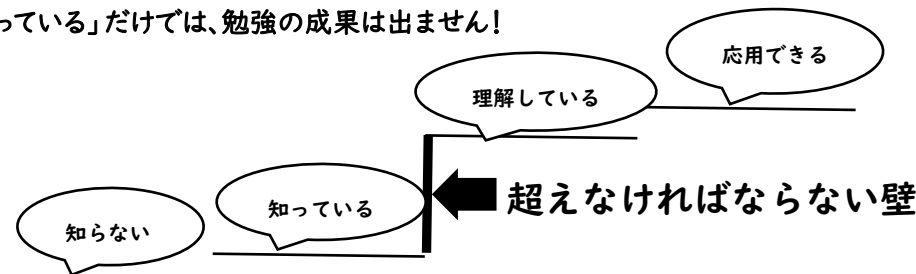 っている」だけでは、勉強の成果は出ません!
応用できる
理解している
超えなければならない壁
知っている
知らない